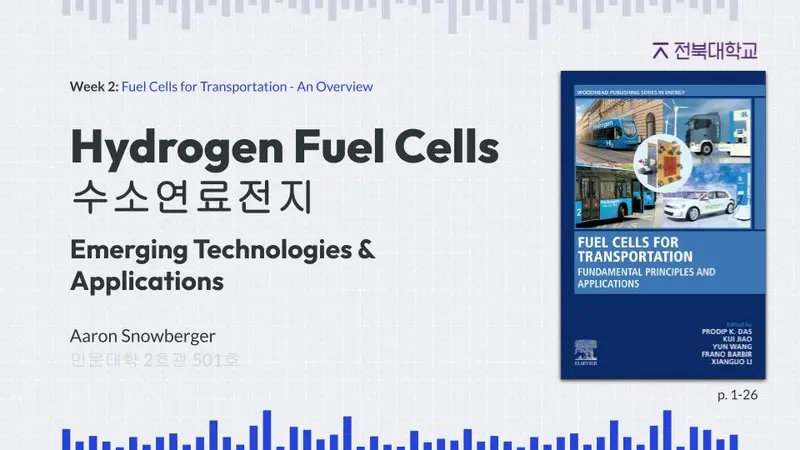 전북대학교
Week 2: Fuel Cells for Transportation - An Overview
Hydrogen Fuel Cells
수소연료전지
Emerging Technologies &
Applications
Aaron Snowberger
인문대학 2호관 501호
WOODHEAD PUBLISHING SERIES IN ENERGY
Hydrogen
H₂
2
FUEL CELLS FOR
TRANSPORTATION
FUNDAMENTAL PRINCIPLES AND
APPLICATIONS
Edited by
PRODIP K. DAS
KUI JIAO
YUN WANG
FRANO BARBIR
XIANGUO LI
ELSEVIER
p. 1-26